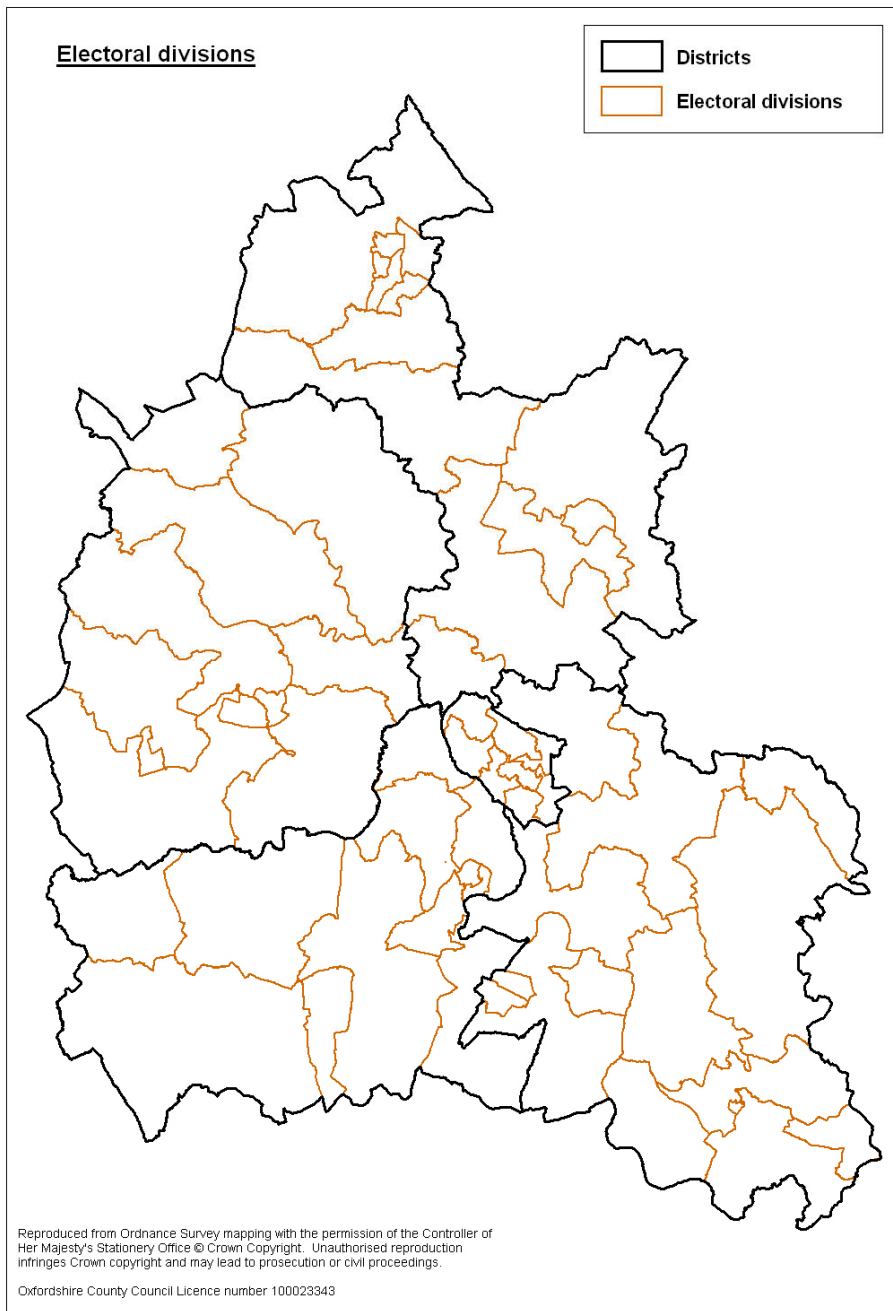 Electoral divisions
Districts
Electoral divisions
Reproduced from Ordnance Survey mapping with the permission of the Controller of
Her Majesty's Stationery Office © Crown Copyright. Unauthorised reproduction
infringes Crown copyright and may lead to prosecution or civil proceedings.
Oxfordshire County Council Licence number 100023343